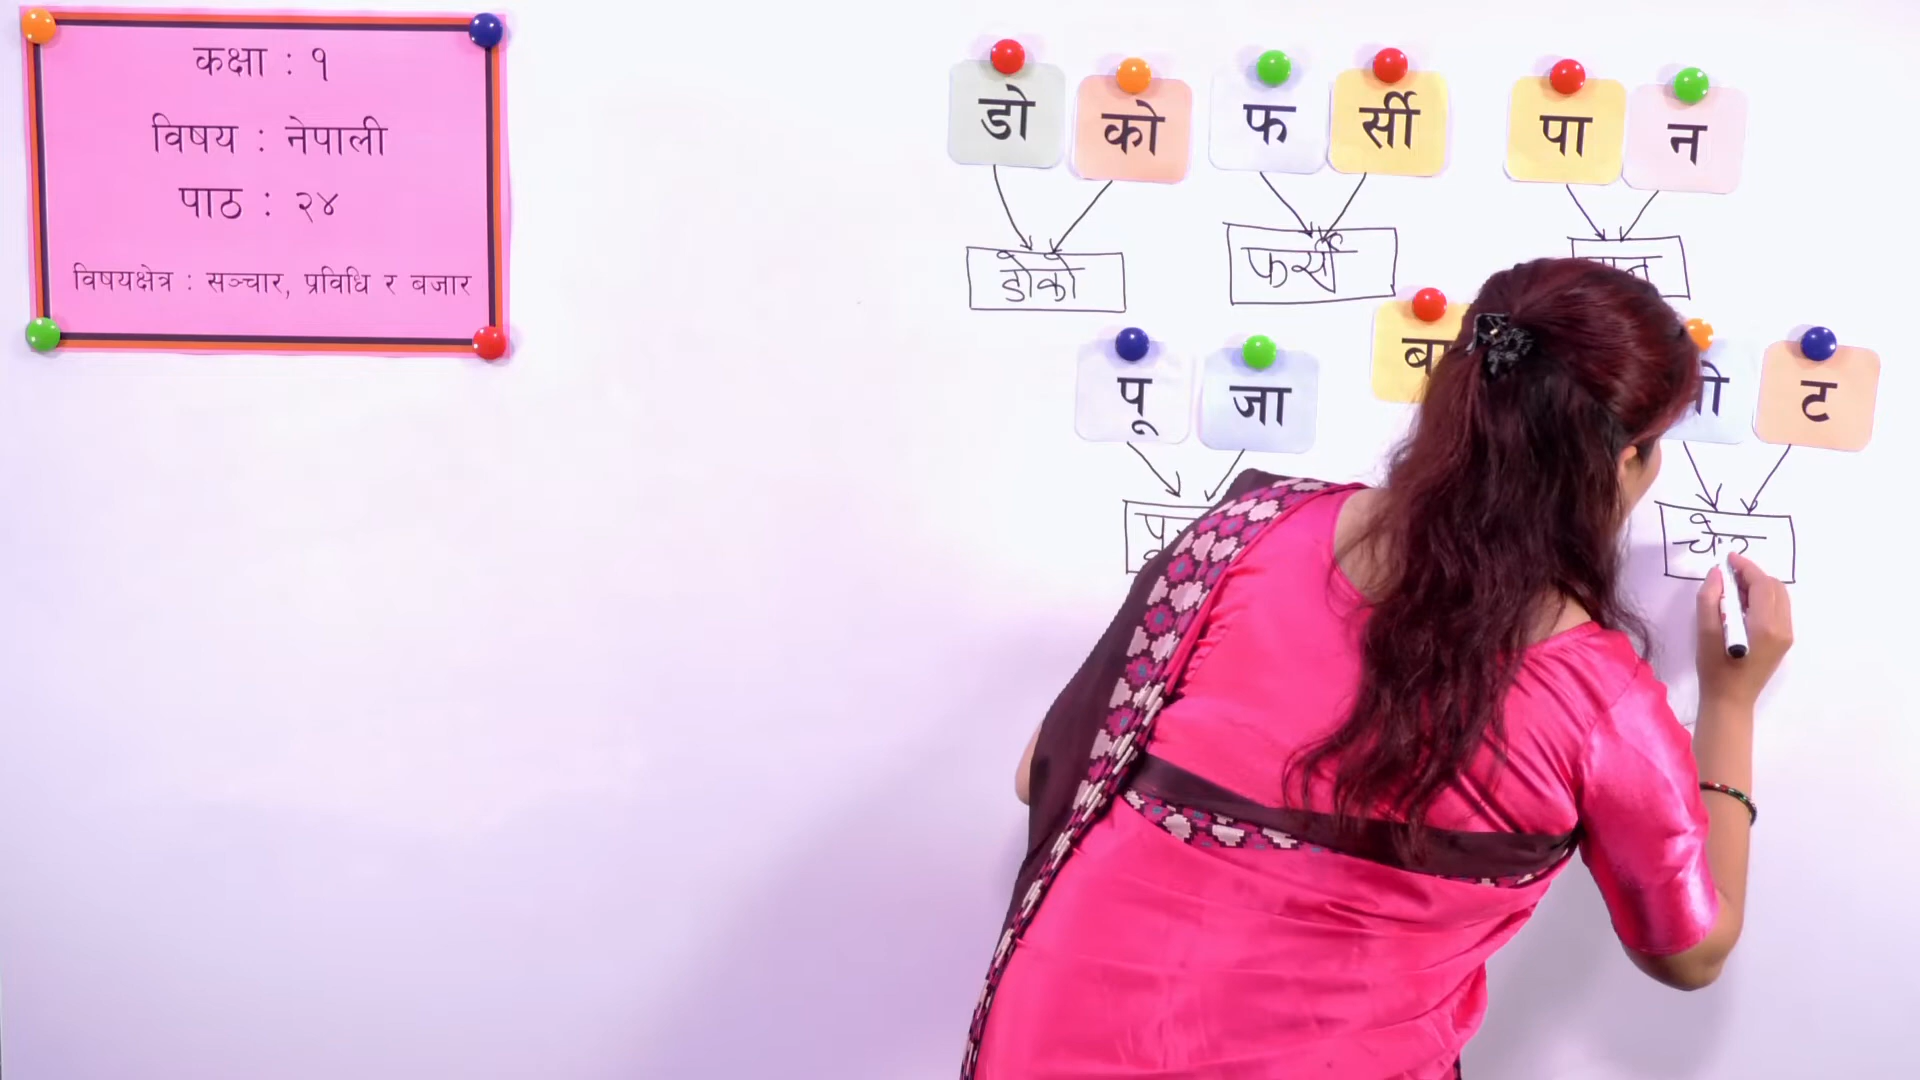 कक्षा : १
विषय : नेपाली
पाठ : २४
विषयक्षेत्र : सञ्चार, प्रविधि र बजार
डो को फ र्सी पा न
डोको फर्सी
पू जा ट